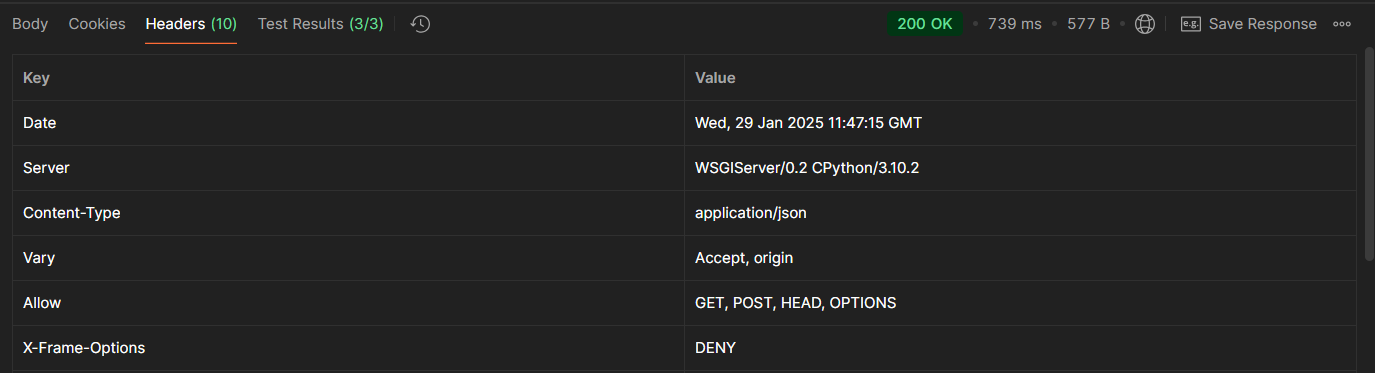 Body Cookies Headers (10) Test Results (3/3) 200 OK • 739 ms • 577 B e.g. Save Response
Key Value
Date Wed, 29 Jan 2025 11:47:15 GMT
Server WSGIServer/0.2 CPython/3.10.2
Content-Type application/json
Vary Accept, origin
Allow GET, POST, HEAD, OPTIONS
X-Frame-Options DENY